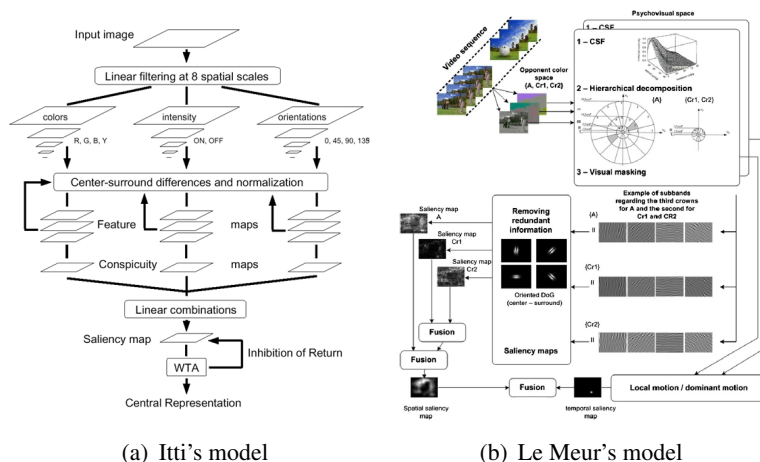 Input image
Linear filtering at 8 spatial scales
colors
intensity
orientations
R, G, B, Y
ON, OFF
0, 45, 90, 135
Center-surround differences and normalization
Feature
maps
Conspicuity
maps
Linear combinations
Saliency map
Inhibition of Return
WTA
Central Representation
(a) Itti's model
Psychovisual space
1 – CSF
1 – CSF
Video sequence
Opponent color
space
{A, Cr1, Cr2}
2 – Hierarchical decomposition
{A}
{Cr1, Cr2}
3 – Visual masking
Saliency map
A
Saliency map
Cr1
Saliency map
Cr2
Removing
redundant
information
Oriented DoG
(center – surround)
Saliency maps
Example of subbands
regarding the third crowns
for A and the second for
Cr1 and CR2
{A}
II
{Cr1}
II
{Cr2}
II
Fusion
Fusion
Fusion
Spatial saliency
map
temporal saliency
map
Local motion / dominant motion
(b) Le Meur's model